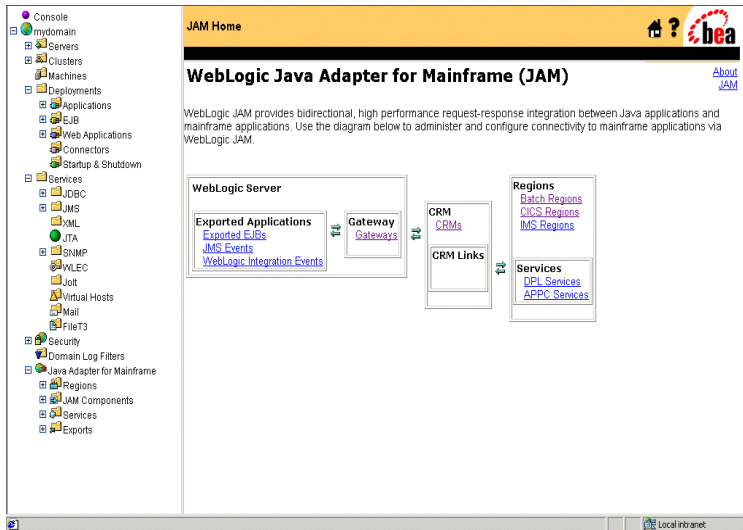 Console
mydomain
Servers
Clusters
Machines
Deployments
Applications
EJB
Web Applications
Connectors
Startup & Shutdown
Services
JDBC
JMS
XML
JTA
SNMP
WLEC
Jolt
Virtual Hosts
Mail
FileT3
Security
Domain Log Filters
Java Adapter for Mainframe
Regions
JAM Components
Services
Exports
JAM Home
?
bea
WebLogic Java Adapter for Mainframe (JAM)
About
JAM
WebLogic JAM provides bidirectional, high performance request-response integration between Java applications and
mainframe applications. Use the diagram below to administer and configure connectivity to mainframe applications via
WebLogic JAM.
WebLogic Server
Exported Applications
Exported EJBs
JMS Events
WebLogic Integration Events
Gateway
Gateways
CRM
CRMs
CRM Links
Regions
Batch Regions
CICS Regions
IMS Regions
Services
DPL Services
APPC Services
Local intranet